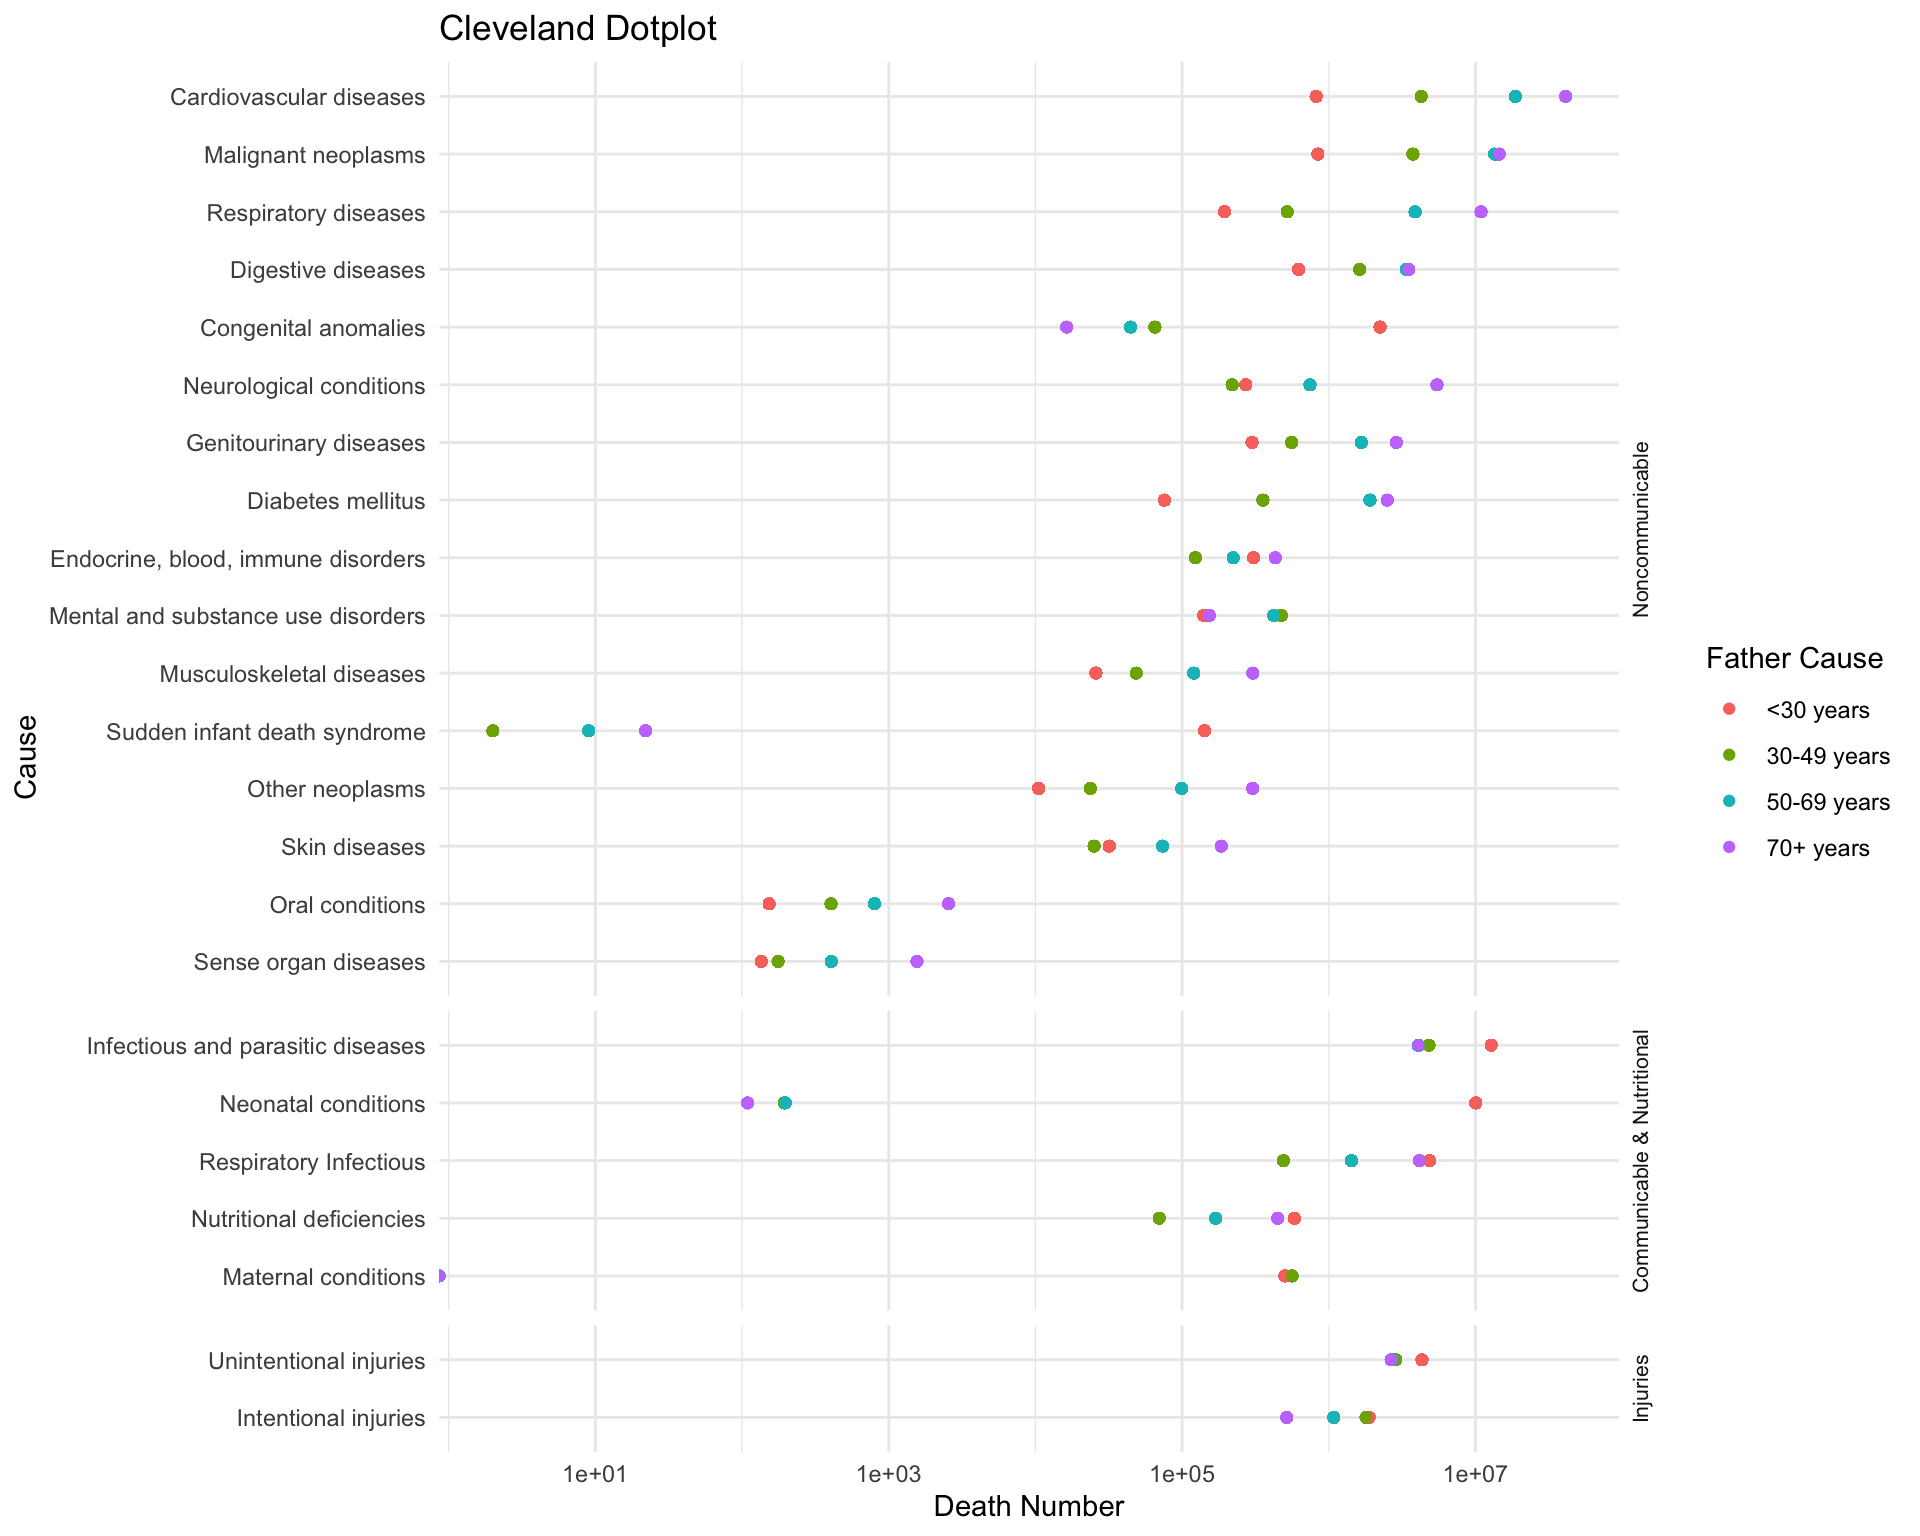 Cleveland Dotplot
Cardiovascular diseases
Malignant neoplasms
Respiratory diseases
Digestive diseases
Congenital anomalies
Neurological conditions
Genitourinary diseases
Diabetes mellitus
Endocrine, blood, immune disorders
Mental and substance use disorders
Musculoskeletal diseases
Sudden infant death syndrome
Other neoplasms
Skin diseases
Oral conditions
Sense organ diseases
Noncommunicable
Infectious and parasitic diseases
Neonatal conditions
Respiratory Infectious
Nutritional deficiencies
Maternal conditions
Communicable & Nutritional
Unintentional injuries
Intentional injuries
Injuries
1e+01 1e+03 1e+05 1e+07
Death Number
Cause
Father Cause
<30 years
30-49 years
50-69 years
70+ years